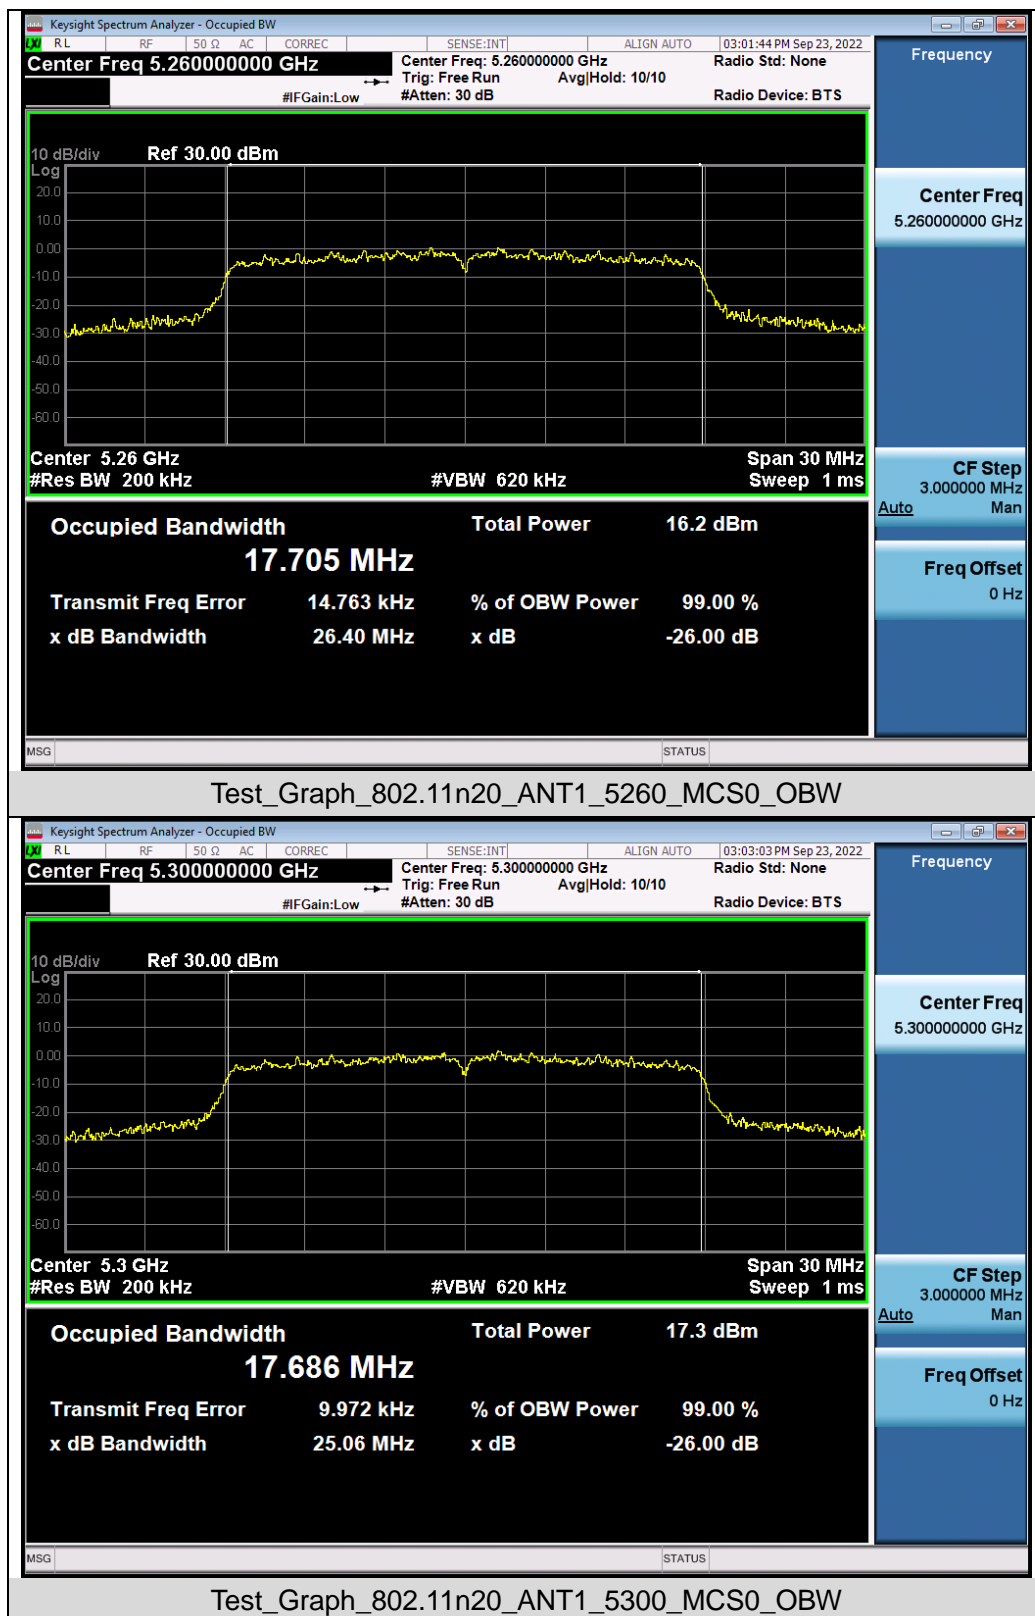 Keysight Spectrum Analyzer - Occupied BW
LXI RL RF 50 Ω AC CORREC SENSE:INT ALIGN AUTO 03:01:44 PM Sep 23, 2022
Center Freq 5.260000000 GHz
Center Freq: 5.260000000 GHz Radio Std: None
Trig: Free Run Avg|Hold: 10/10
#IFGain:Low #Atten: 30 dB Radio Device: BTS
Frequency
10 dB/div Ref 30.00 dBm
Log
20.0
10.0
0.00
-10.0
-20.0
-30.0
-40.0
-50.0
-60.0
Center 5.26 GHz Span 30 MHz
#Res BW 200 kHz #VBW 620 kHz Sweep 1 ms
Center Freq
5.260000000 GHz
CF Step
3.000000 MHz
Auto Man
Freq Offset
0 Hz
Occupied Bandwidth Total Power 16.2 dBm
17.705 MHz
Transmit Freq Error 14.763 kHz % of OBW Power 99.00 %
x dB Bandwidth 26.40 MHz x dB -26.00 dB
MSG STATUS
Test_Graph_802.11n20_ANT1_5260_MCS0_OBW
Keysight Spectrum Analyzer - Occupied BW
LXI RL RF 50 Ω AC CORREC SENSE:INT ALIGN AUTO 03:03:03 PM Sep 23, 2022
Center Freq 5.300000000 GHz
Center Freq: 5.300000000 GHz Radio Std: None
Trig: Free Run Avg|Hold: 10/10
#IFGain:Low #Atten: 30 dB Radio Device: BTS
Frequency
10 dB/div Ref 30.00 dBm
Log
20.0
10.0
0.00
-10.0
-20.0
-30.0
-40.0
-50.0
-60.0
Center 5.3 GHz Span 30 MHz
#Res BW 200 kHz #VBW 620 kHz Sweep 1 ms
Center Freq
5.300000000 GHz
CF Step
3.000000 MHz
Auto Man
Freq Offset
0 Hz
Occupied Bandwidth Total Power 17.3 dBm
17.686 MHz
Transmit Freq Error 9.972 kHz % of OBW Power 99.00 %
x dB Bandwidth 25.06 MHz x dB -26.00 dB
MSG STATUS
Test_Graph_802.11n20_ANT1_5300_MCS0_OBW